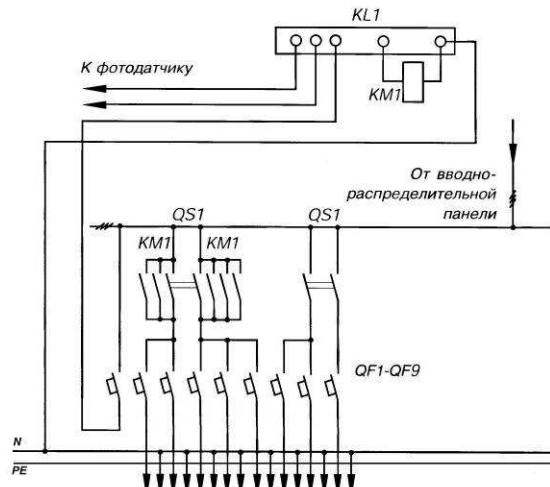 KL1
К фотодатчику
KM1
От вводно-
распределительной
панели
QS1
QS1
KM1
KM1
QF1-QF9
N
PE